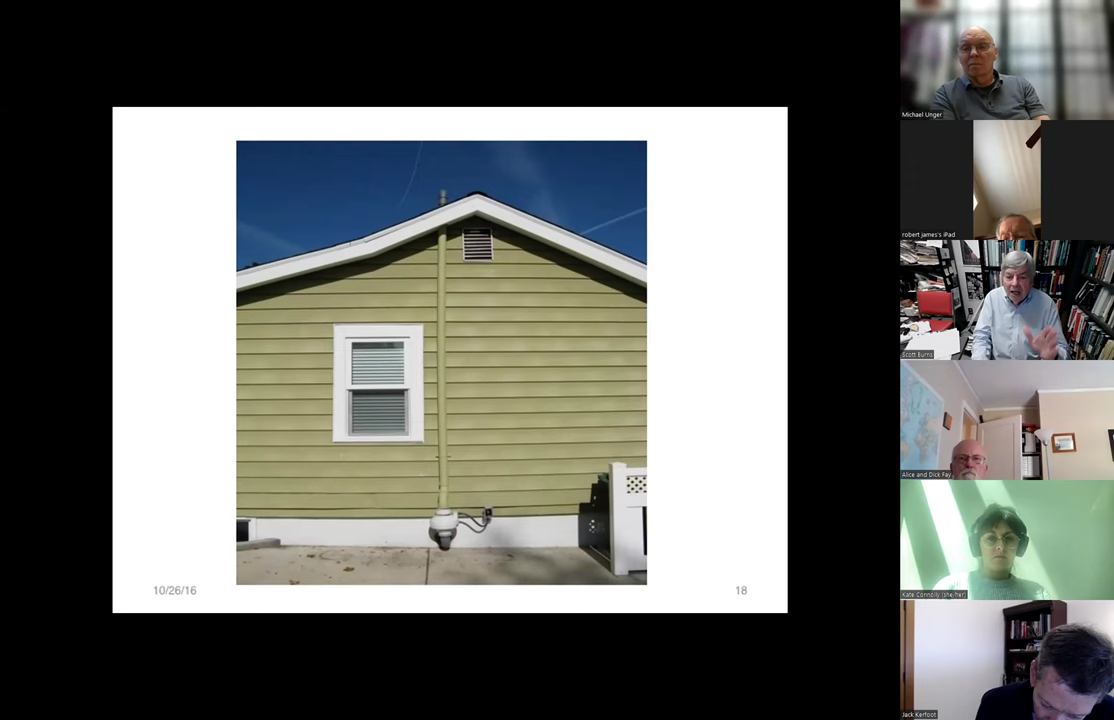 10/26/16
18
Michael Unger
robert james's iPad
Scott Burns
Alice and Dick Fay
Kate Connolly (she/her)
Jack Kerfoot